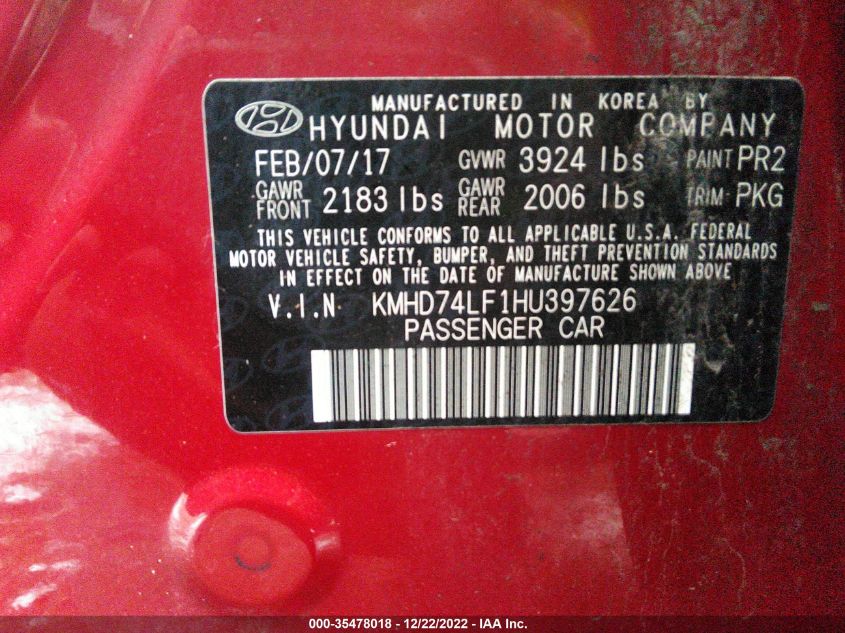 MANUFACTURED IN KOREA BY
HYUNDAI MOTOR COMPANY
FEB/07/17 GVWR 3924 lbs PAINT PR2
GAWR FRONT 2183 lbs GAWR REAR 2006 lbs TRIM PKG
THIS VEHICLE CONFORMS TO ALL APPLICABLE U.S.A. FEDERAL
MOTOR VEHICLE SAFETY, BUMPER, AND THEFT PREVENTION STANDARDS
IN EFFECT ON THE DATE OF MANUFACTURE SHOWN ABOVE
V.I.N KMHD74LF1HU397626
PASSENGER CAR
000-35478018 - 12/22/2022 - IAA Inc.